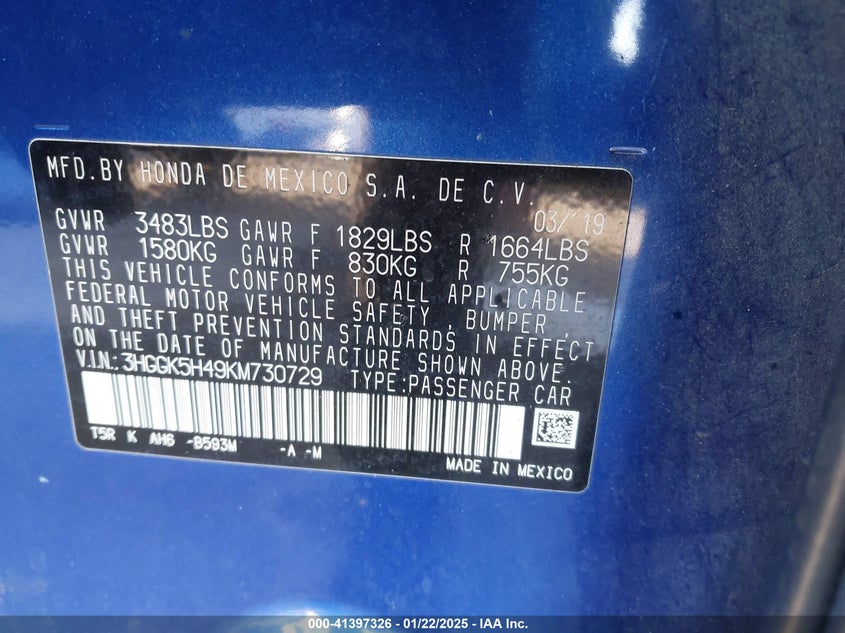 MFD.BY HONDA DE MEXICO S.A. DE C.V.
03/'19
GVWR 3483LBS GAWR F 1829LBS R 1664LBS
GVWR 1580KG GAWR F 830KG R 755KG
THIS VEHICLE CONFORMS TO ALL APPLICABLE
FEDERAL MOTOR VEHICLE SAFETY , BUMPER ,
AND THEFT PREVENTION STANDARDS IN EFFECT
ON THE DATE OF MANUFACTURE SHOWN ABOVE.
V.I.N.: 3HGGK5H49KM730729 TYPE:PASSENGER CAR
T5R K AH6 -B593M -A -M
MADE IN MEXICO
000-41397326 - 01/22/2025 - IAA Inc.